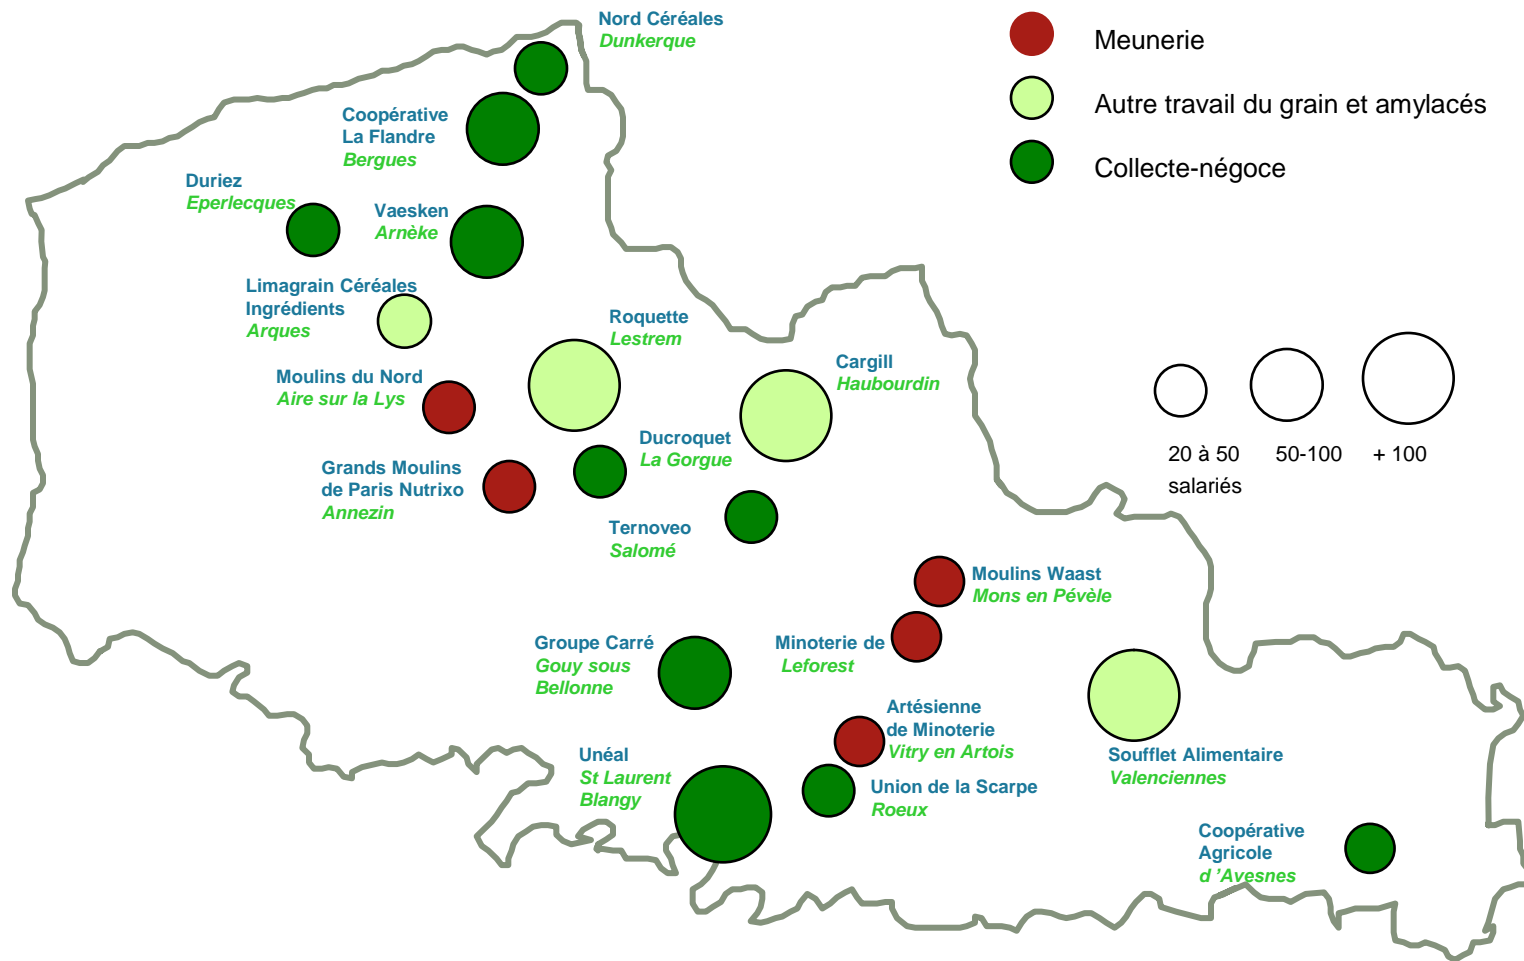 Nord Céréales
Dunkerque
Meunerie
Autre travail du grain et amylacés
Collecte-négoce
Coopérative
La Flandre
Bergues
Duriez
Eperlecques
Vaesken
Arnèke
Limagrain Céréales
Ingrédients
Arques
Roquette
Lestrem
Cargill
Haubourdin
Moulins du Nord
Aire sur la Lys
Ducroquet
La Gorgue
Grands Moulins
de Paris Nutrixo
Annezin
20 à 50
salariés
50-100
+ 100
Ternoveo
Salomé
Moulins Waast
Mons en Pévèle
Groupe Carré
Gouy sous
Bellonne
Minoterie de
Leforest
Artésienne
de Minoterie
Vitry en Artois
Unéal
St Laurent
Blangy
Union de la Scarpe
Roeux
Soufflet Alimentaire
Valenciennes
Coopérative
Agricole
d ’Avesnes